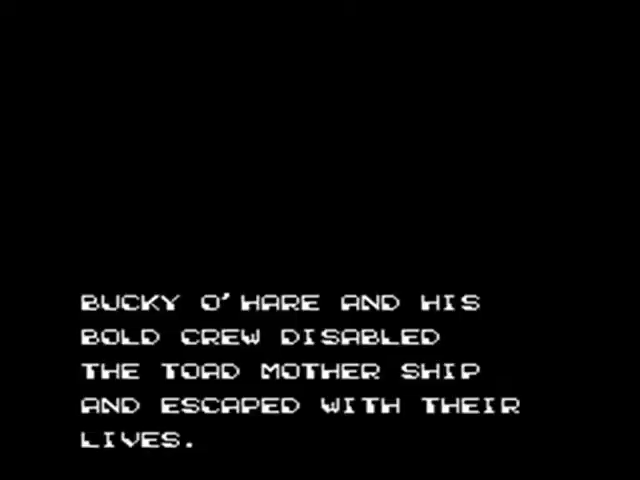 BUCKY O'HARE AND HIS
BOLD CREW DISABLED
THE TOAD MOTHER SHIP
AND ESCAPED WITH THEIR
LIVES.